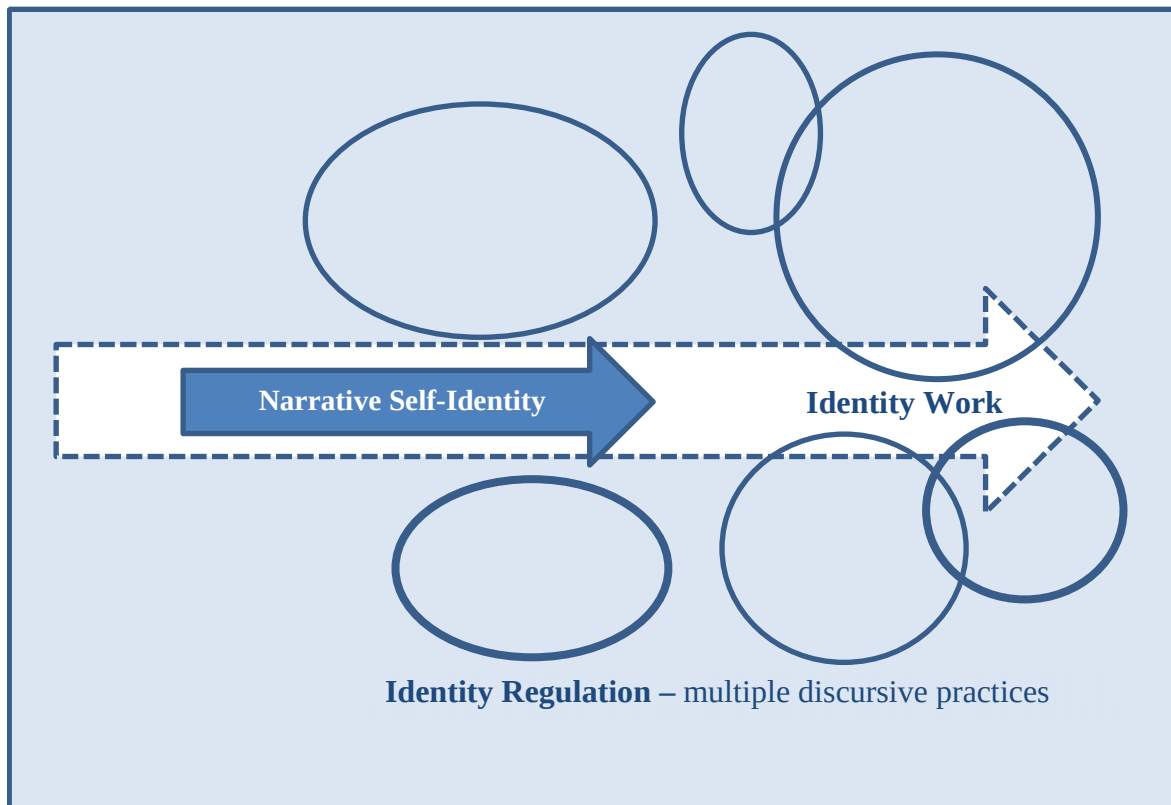 Narrative Self-Identity
Identity Work
Identity Regulation – multiple discursive practices